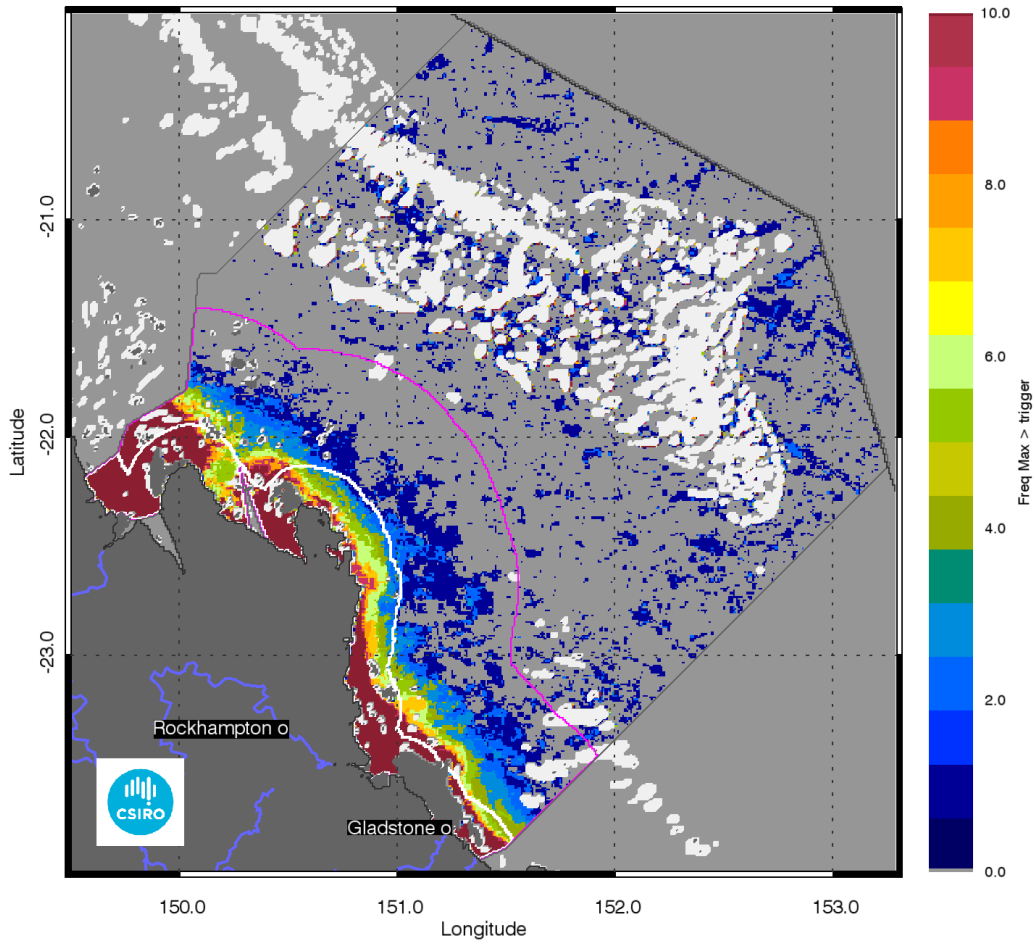 10.0
8.0
6.0
4.0
2.0
0.0
Freq Max > trigger
-21.0
-22.0
-23.0
Latitude
Rockhampton o
Gladstone o
CSIRO
150.0
151.0
152.0
153.0
Longitude